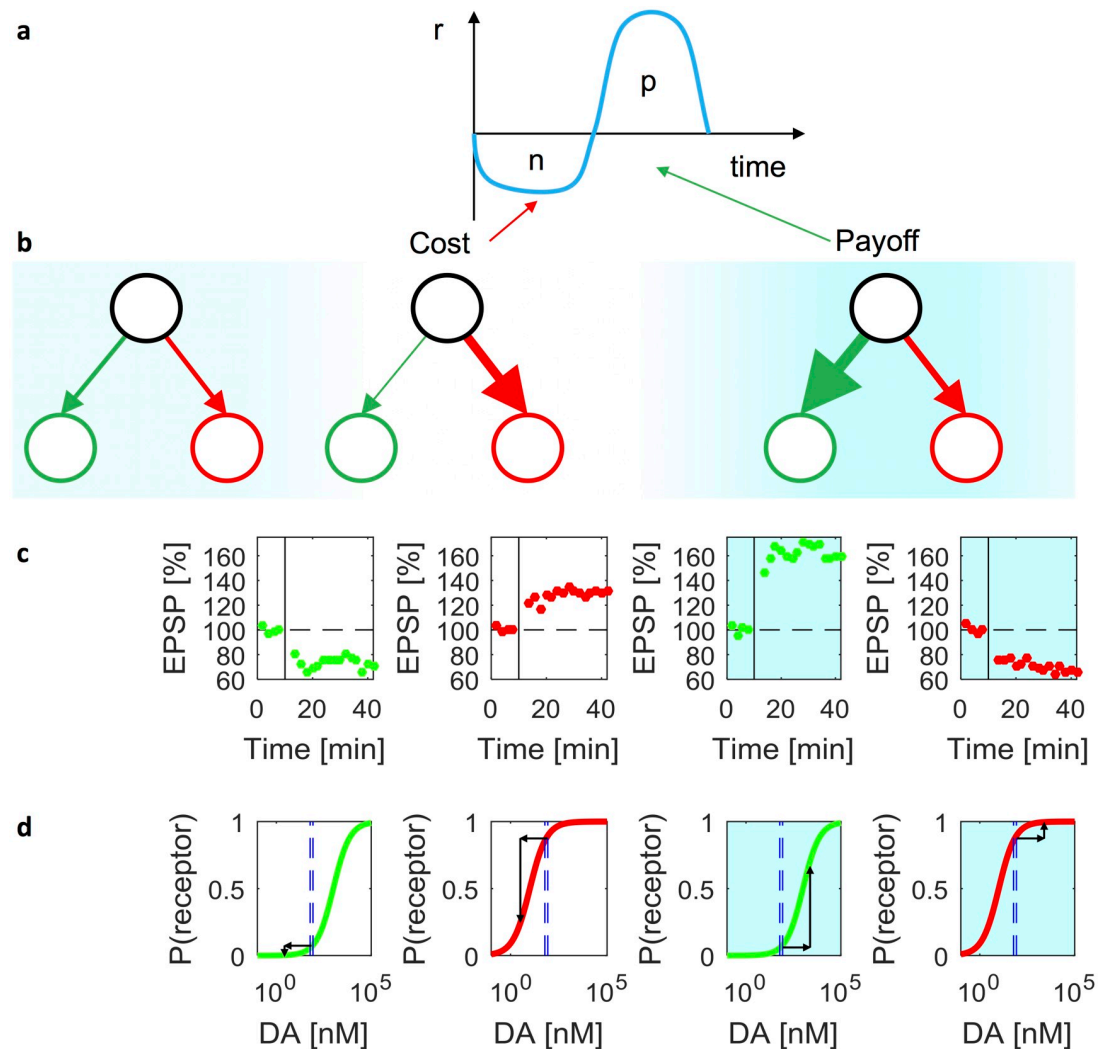 a
r
p
n
time
b
Cost
Payoff
c
EPSP [%]
160
140
120
100
80
60
0 20 40
Time [min]
EPSP [%]
160
140
120
100
80
60
0 20 40
Time [min]
EPSP [%]
160
140
120
100
80
60
0 20 40
Time [min]
EPSP [%]
160
140
120
100
80
60
0 20 40
Time [min]
d
P(receptor)
1
0.5
0
10^0 10^5
DA [nM]
P(receptor)
1
0.5
0
10^0 10^5
DA [nM]
P(receptor)
1
0.5
0
10^0 10^5
DA [nM]
P(receptor)
1
0.5
0
10^0 10^5
DA [nM]